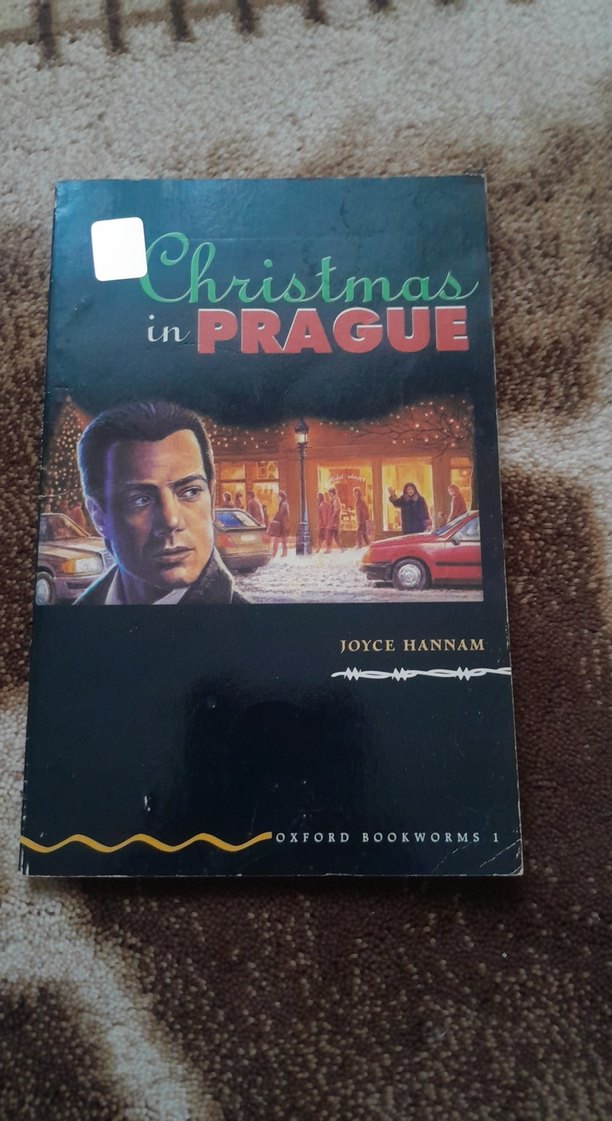 Christmas
in PRAGUE
JOYCE HANNAM
OXFORD BOOKWORMS 1